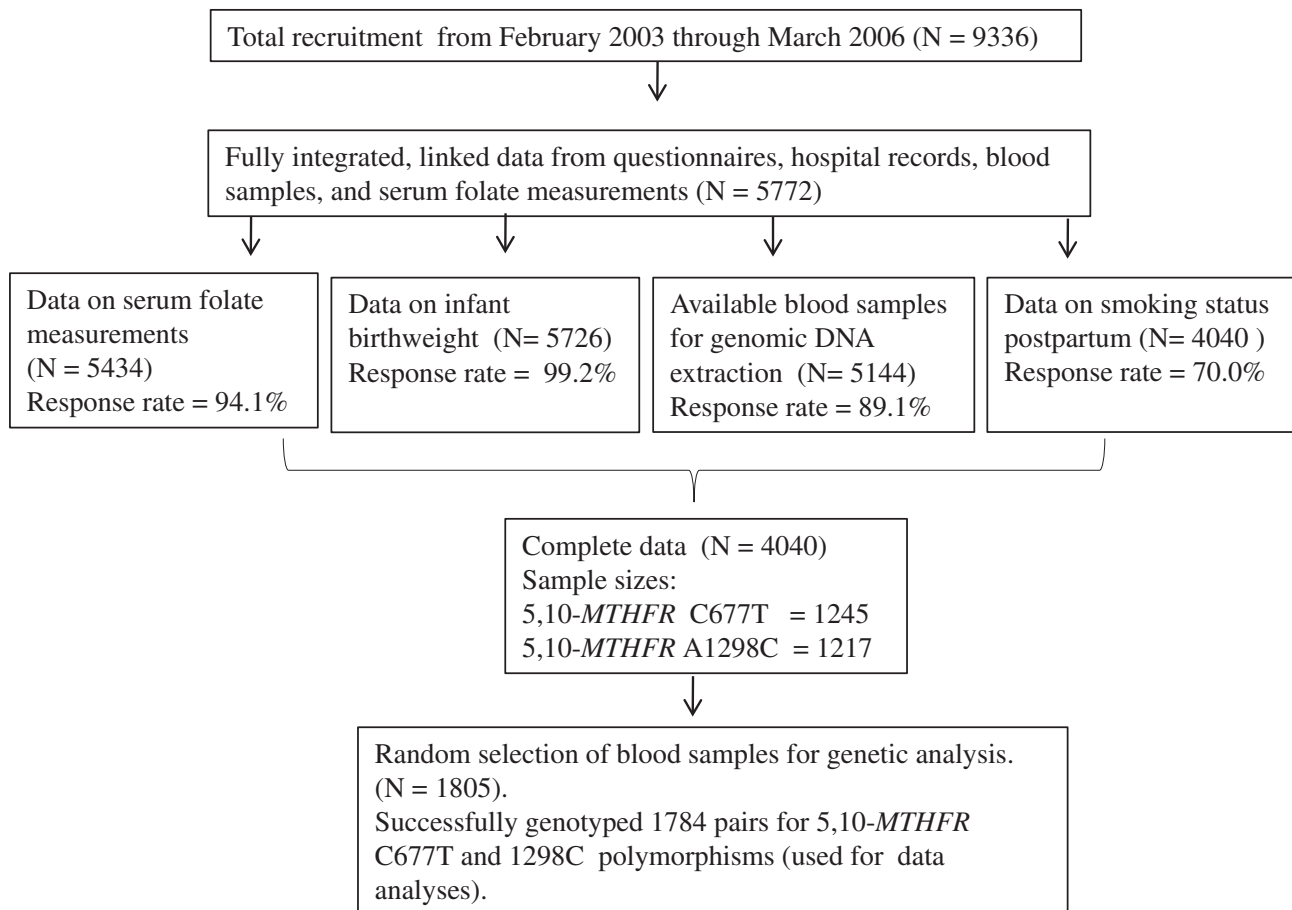 Total recruitment from February 2003 through March 2006 (N = 9336)
Fully integrated, linked data from questionnaires, hospital records, blood
samples, and serum folate measurements (N = 5772)
Data on serum folate
measurements
(N = 5434)
Response rate = 94.1%
Data on infant
birthweight (N= 5726)
Response rate = 99.2%
Available blood samples
for genomic DNA
extraction (N= 5144)
Response rate = 89.1%
Data on smoking status
postpartum (N= 4040 )
Response rate = 70.0%
Complete data (N = 4040)
Sample sizes:
5,10-MTHFR C677T = 1245
5,10-MTHFR A1298C = 1217
Random selection of blood samples for genetic analysis.
(N = 1805).
Successfully genotyped 1784 pairs for 5,10-MTHFR
C677T and 1298C polymorphisms (used for data
analyses).